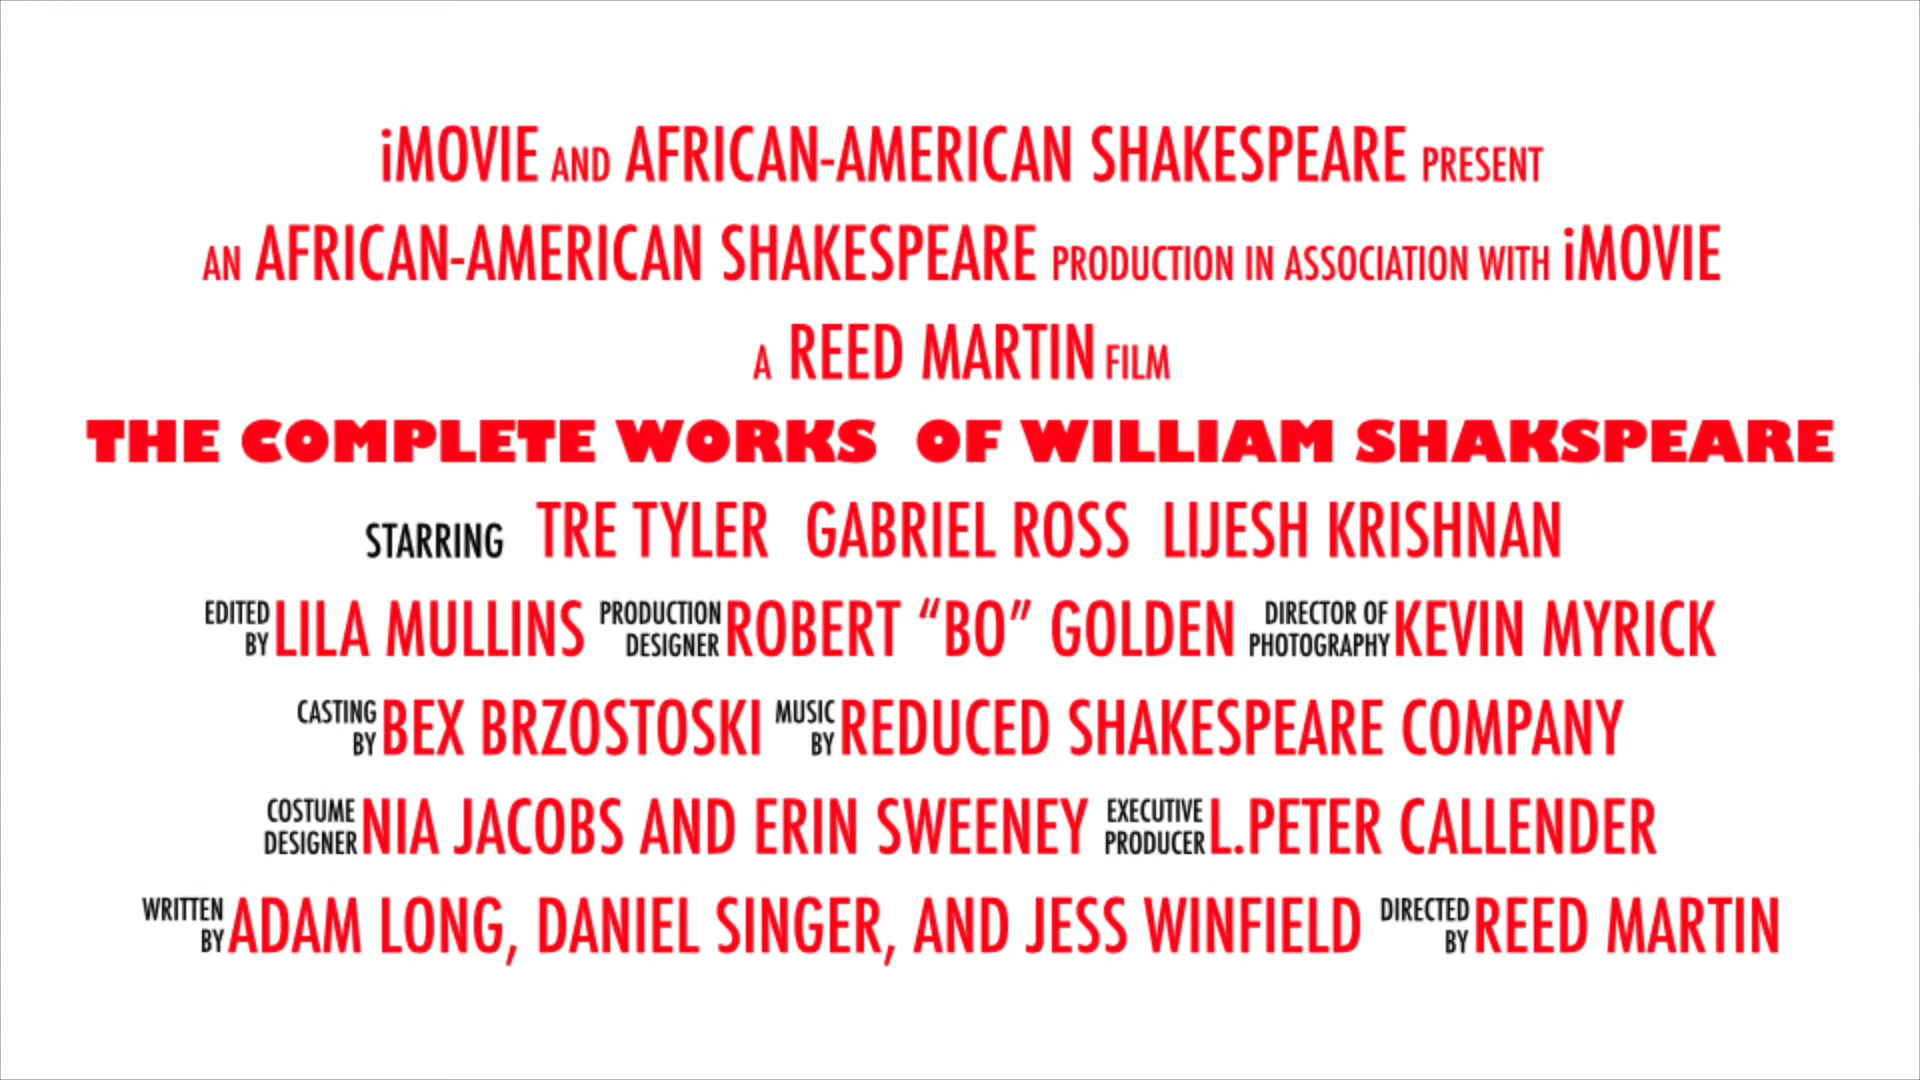 iMOVIE AND AFRICAN-AMERICAN SHAKESPEARE PRESENT
AN AFRICAN-AMERICAN SHAKESPEARE PRODUCTION IN ASSOCIATION WITH iMOVIE
A REED MARTIN FILM
THE COMPLETE WORKS OF WILLIAM SHAKSPEARE
STARRING TRE TYLER GABRIEL ROSS LIJESH KRISHNAN
EDITED BY LILA MULLINS PRODUCTION DESIGNER ROBERT “BO” GOLDEN DIRECTOR OF PHOTOGRAPHY KEVIN MYRICK
CASTING BY BEX BRZOSTOSKI MUSIC BY REDUCED SHAKESPEARE COMPANY
COSTUME DESIGNER NIA JACOBS AND ERIN SWEENEY EXECUTIVE PRODUCER L.PETER CALLENDER
WRITTEN BY ADAM LONG, DANIEL SINGER, AND JESS WINFIELD DIRECTED BY REED MARTIN